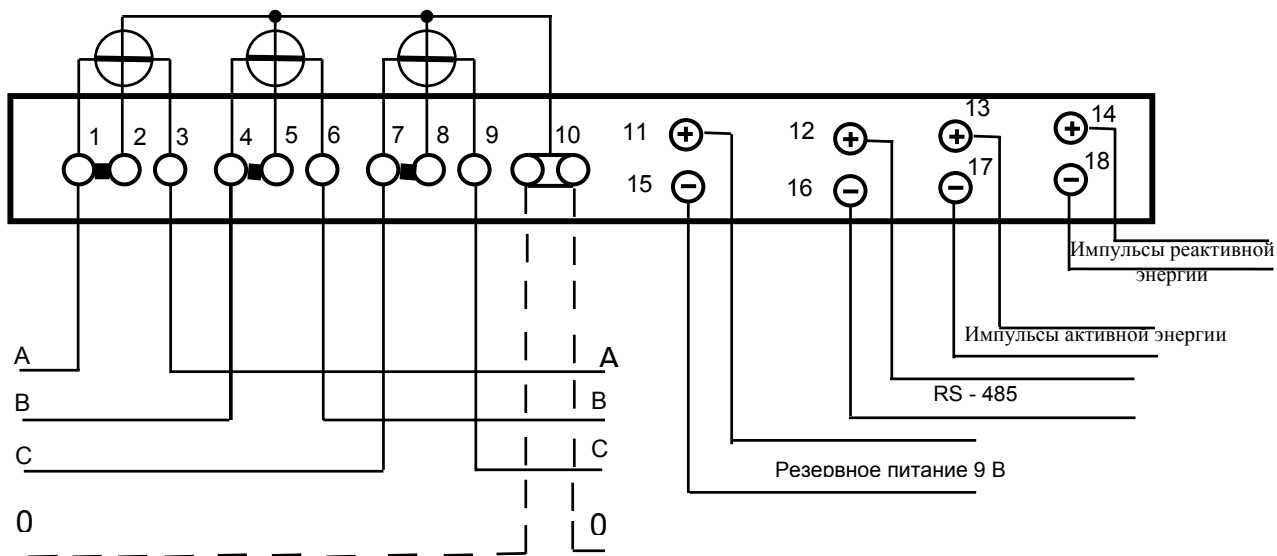 1 2 3 4 5 6 7 8 9 10 11 12 13 14
15 16 17 18
+ + + +
− − − −
Импульсы реактивной
энергии
Импульсы активной энергии
A A
RS - 485
B B
C C
Резервное питание 9 В
0 0